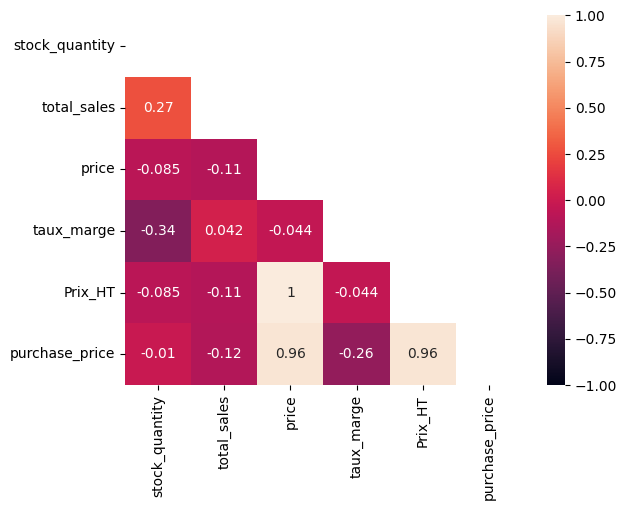 stock_quantity
total_sales 0.27
price -0.085 -0.11
taux_marge -0.34 0.042 -0.044
Prix_HT -0.085 -0.11 1 -0.044
purchase_price -0.01 -0.12 0.96 -0.26 0.96
stock_quantity
total_sales
price
taux_marge
Prix_HT
purchase_price
1.00
0.75
0.50
0.25
0.00
−0.25
−0.50
−0.75
−1.00